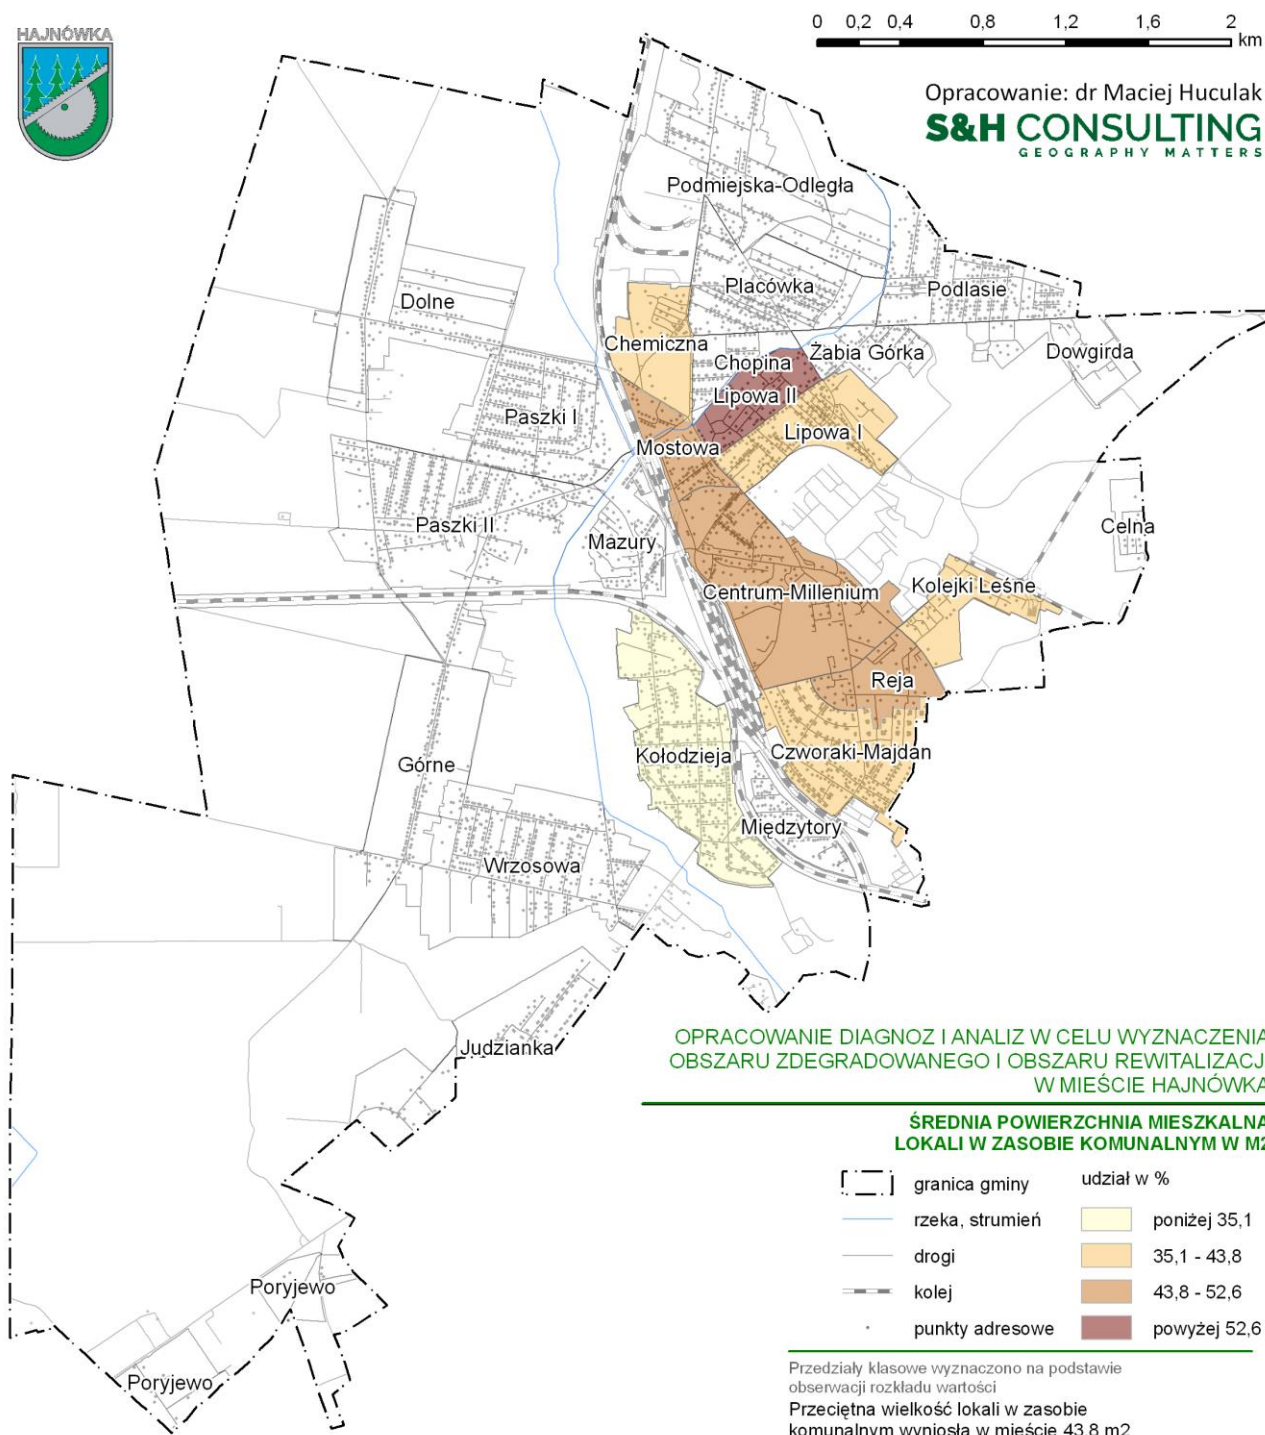 HAJNÓWKA
0 0,2 0,4 0,8 1,2 1,6 2
km
Opracowanie: dr Maciej Huculak
S&H CONSULTING
GEOGRAPHY MATTERS
Podmiejska-Odległa
Placówka
Podlasie
Dolne
Chemiczna
Chopina
Żabia Górka
Dowgirda
Lipowa II
Paszki I
Mostowa
Lipowa I
Paszki II
Mazury
Celna
Centrum-Millenium
Kolejki Leśne
Reja
Kołodzieja
Czworaki-Majdan
Górne
Międzytory
Wrzosowa
Judzianka
Poryjewo
Poryjewo
OPRACOWANIE DIAGNOZ I ANALIZ W CELU WYZNACZENIA
OBSZARU ZDEGRADOWANEGO I OBSZARU REWITALIZACJI
W MIEŚCIE HAJNÓWKA
ŚREDNIA POWIERZCHNIA MIESZKALNA
LOKALI W ZASOBIE KOMUNALNYM W M2
granica gminy
rzeka, strumień
drogi
kolej
punkty adresowe
udział w %
poniżej 35,1
35,1 - 43,8
43,8 - 52,6
powyżej 52,6
Przedziały klasowe wyznaczono na podstawie
obserwacji rozkładu wartości
Przeciętna wielkość lokali w zasobie
komunalnym wyniosła w mieście 43,8 m2